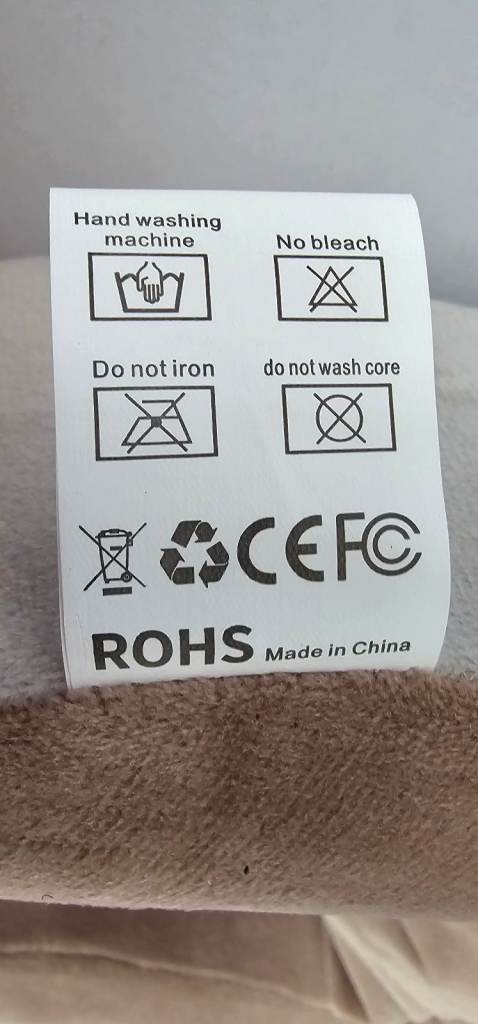 Hand washing
machine
No bleach
Do not iron
do not wash core
CE FC
ROHS Made in China